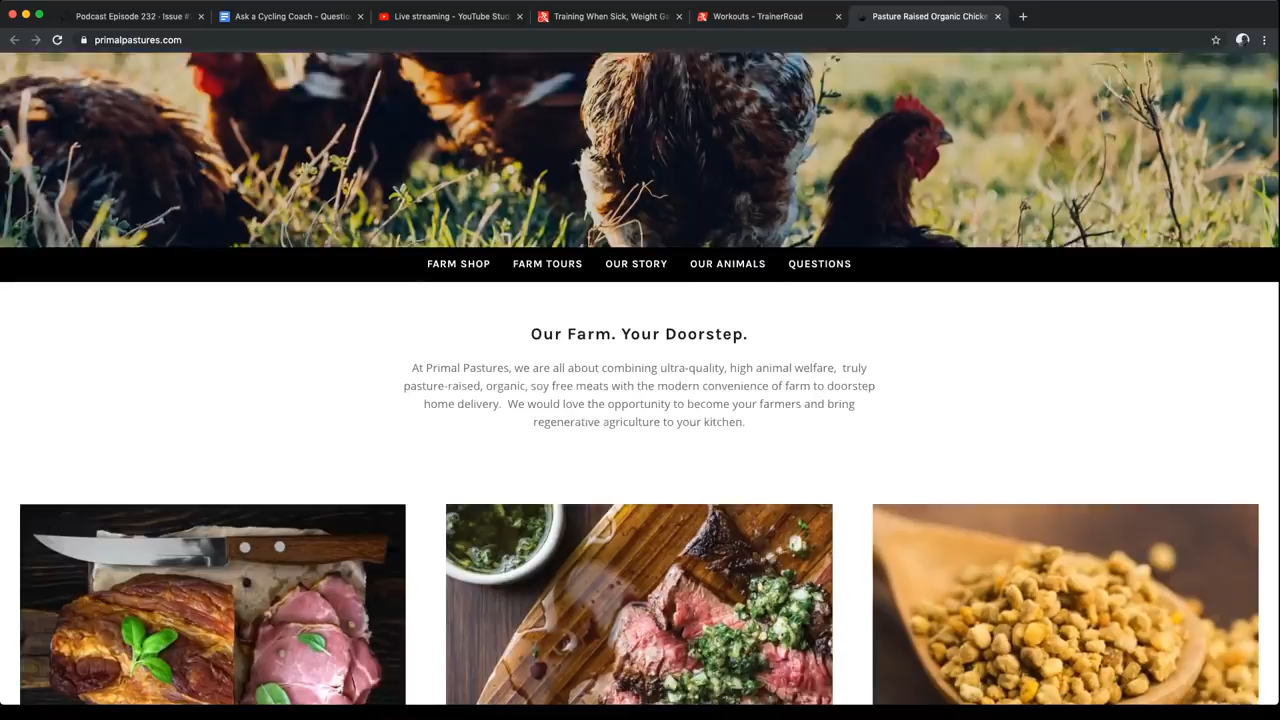 Podcast Episode 232 · Issue #
Ask a Cycling Coach - Questio
Live streaming - YouTube Stud
Training When Sick, Weight Ga
Workouts - TrainerRoad
Pasture Raised Organic Chicke
primalpastures.com
FARM SHOP FARM TOURS OUR STORY OUR ANIMALS QUESTIONS
Our Farm. Your Doorstep.
At Primal Pastures, we are all about combining ultra-quality, high animal welfare, truly
pasture-raised, organic, soy free meats with the modern convenience of farm to doorstep
home delivery. We would love the opportunity to become your farmers and bring
regenerative agriculture to your kitchen.